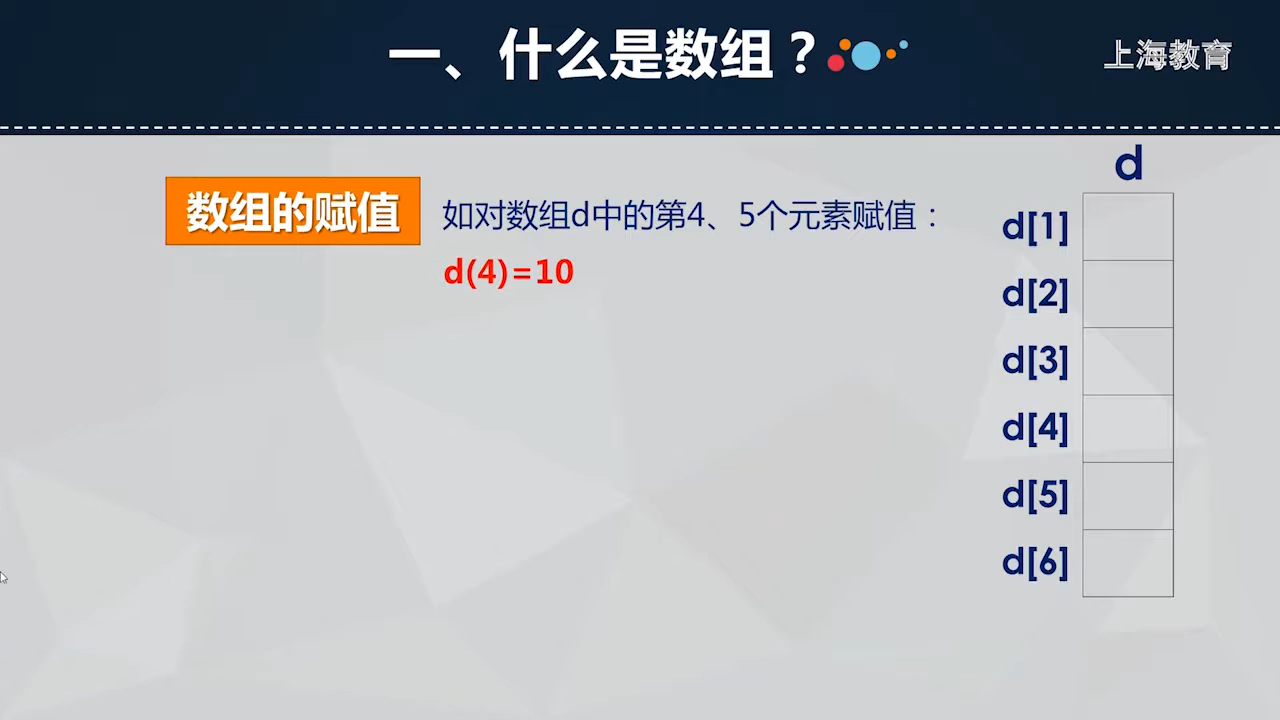 一、什么是数组？
上海教育
数组的赋值
如对数组d中的第4、5个元素赋值：
d(4)=10
d
d[1]
d[2]
d[3]
d[4]
d[5]
d[6]